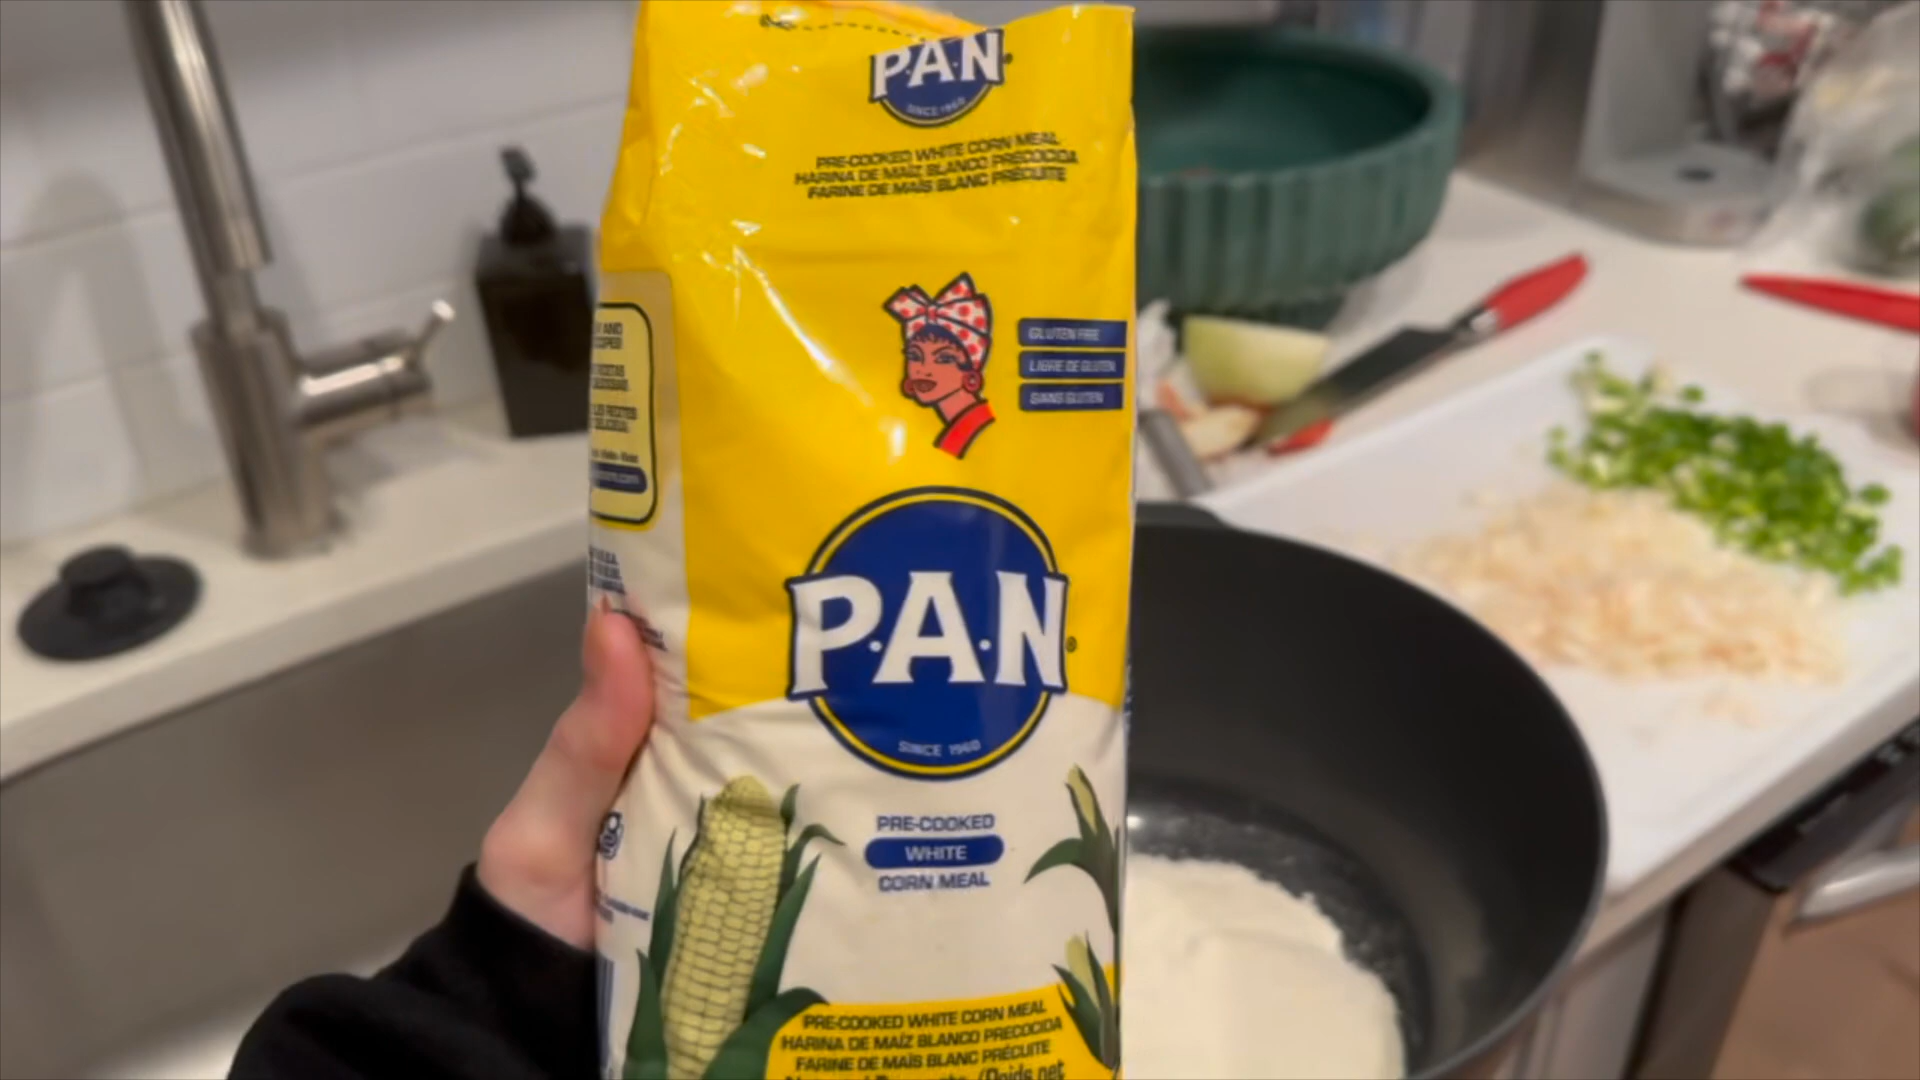 P.A.N
SINCE 1960
PRE-COOKED WHITE CORN MEAL
HARINA DE MAÍZ BLANCO PRECOCIDA
FARINE DE MAÏS BLANC PRÉCUITE
GLUTEN FREE
LIBRE DE GLUTEN
SANS GLUTEN
P.A.N
SINCE 1960
PRE-COOKED
WHITE
CORN MEAL
PRE-COOKED WHITE CORN MEAL
HARINA DE MAÍZ BLANCO PRECOCIDA
FARINE DE MAÏS BLANC PRÉCUITE
(Poids net